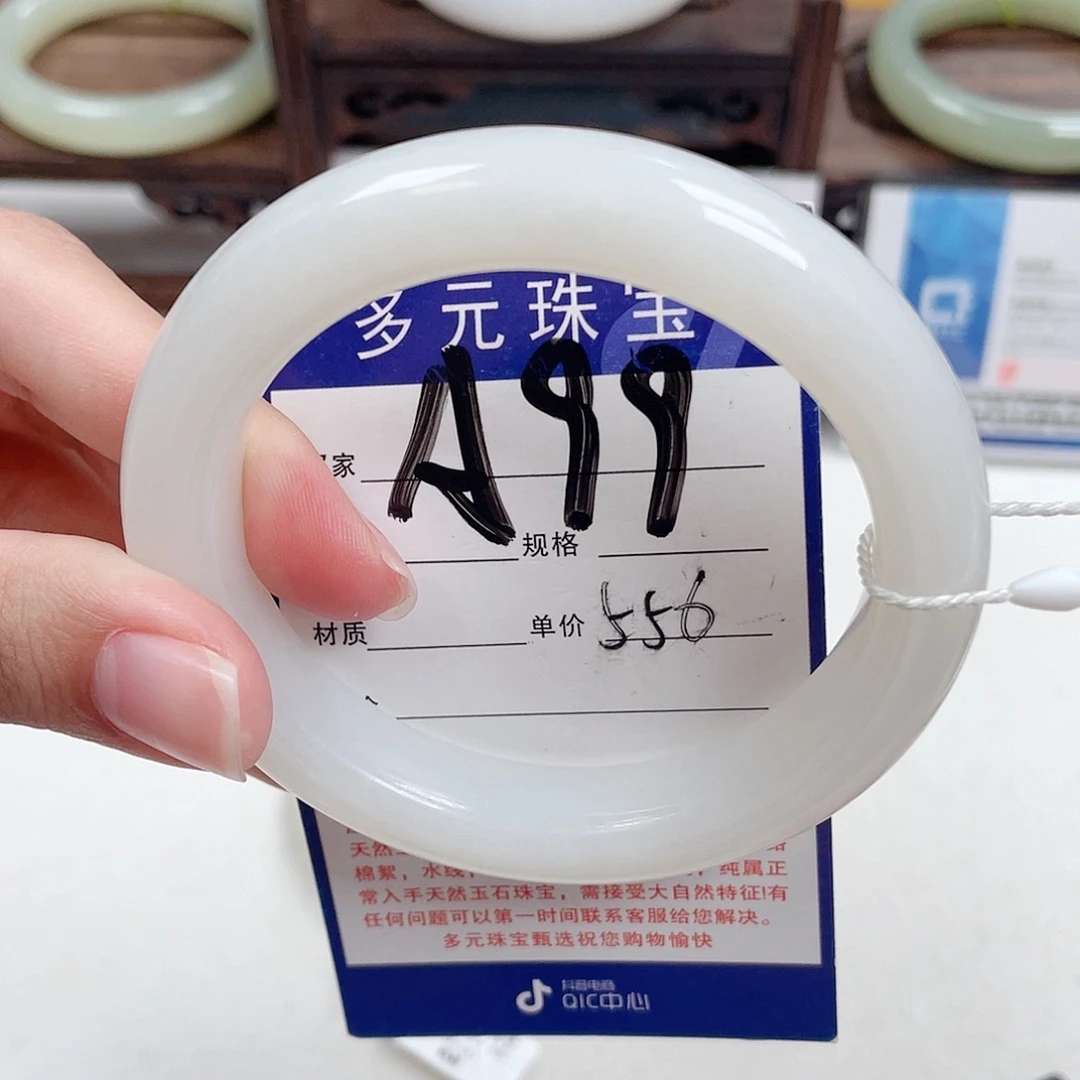 多元珠宝
A99
家
规格
材质
单价 556
天然
棉絮，水线，
，纯属正
常入手天然玉石珠宝，需接受大自然特征!有
任何问题可以第一时间联系客服给您解决。
多元珠宝甄选祝您购物愉快
抖音电商
QIC中心